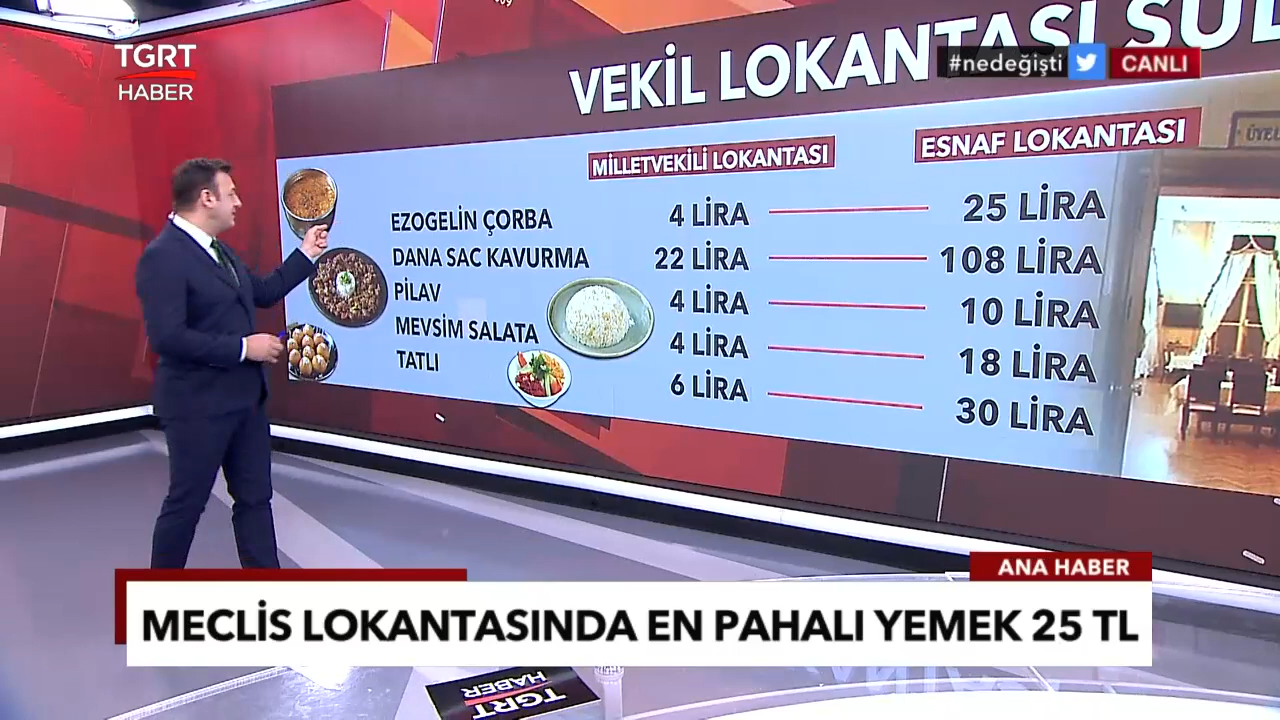 TGRT
HABER
VEKİL LOKANTASI
#nedeğişti
CANLI
MİLLETVEKİLİ LOKANTASI
ESNAF LOKANTASI
EZOGELİN ÇORBA 4 LİRA 25 LİRA
DANA SAC KAVURMA 22 LİRA 108 LİRA
PİLAV 4 LİRA 10 LİRA
MEVSİM SALATA 4 LİRA 18 LİRA
TATLI 6 LİRA 30 LİRA
ANA HABER
MECLİS LOKANTASINDA EN PAHALI YEMEK 25 TL
TGRT
HABER